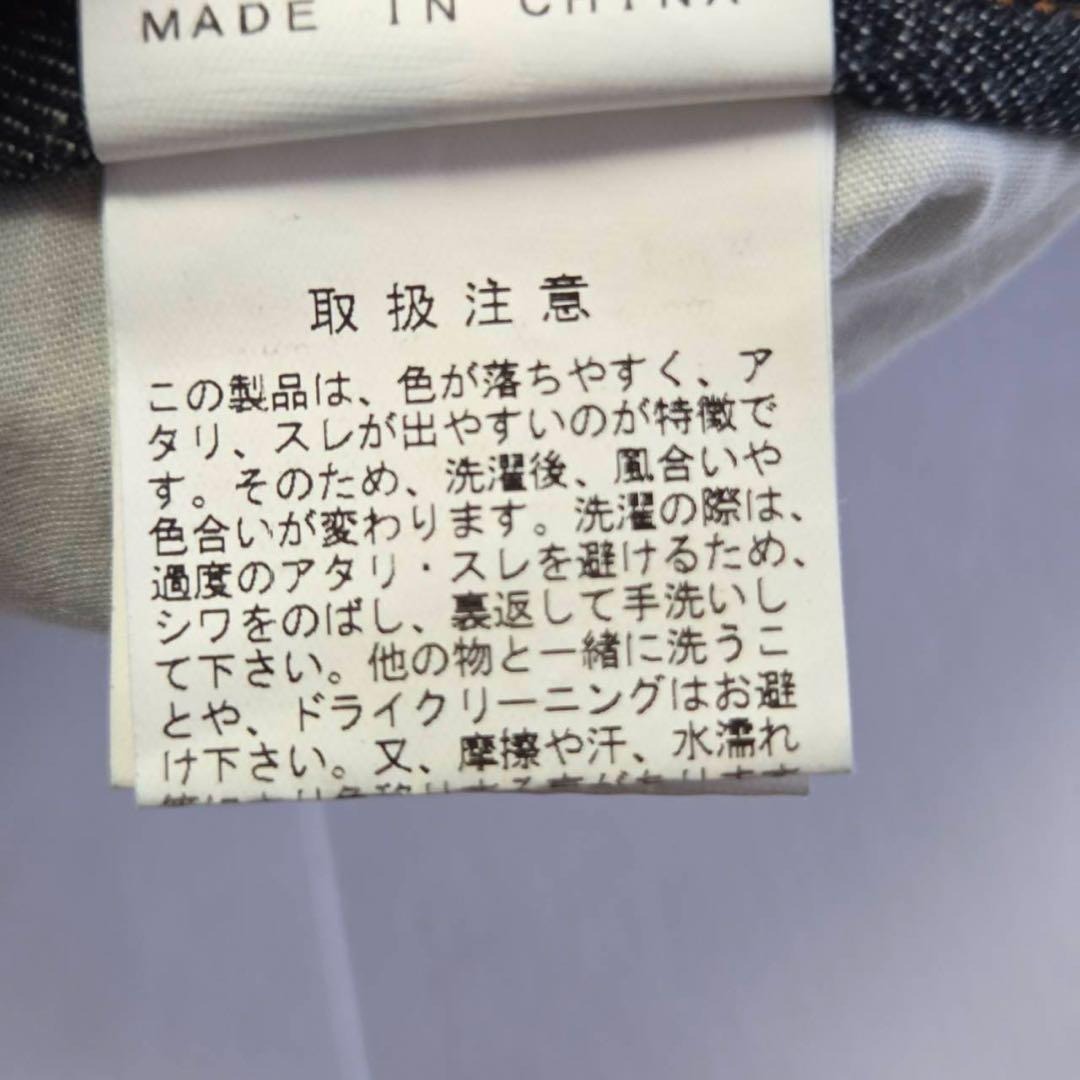 MADE IN CHINA
取扱注意
この製品は、色が落ちやすく、ア
タリ、スレが出やすいのが特徴で
す。そのため、洗濯後、風合いや
色合いが変わります。洗濯の際は、
過度のアタリ・スレを避けるため、
シワをのばし、裏返して手洗いし
て下さい。他の物と一緒に洗うこ
とや、ドライクリーニングはお避
け下さい。又、摩擦や汗、水濡れ